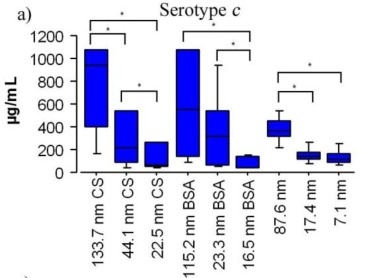 a) Serotype c
µg/mL
1200
1000
800
600
400
200
0
* * * * * * *
133.7 nm CS
44.1 nm CS
22.5 nm CS
115.2 nm BSA
23.3 nm BSA
16.5 nm BSA
87.6 nm
17.4 nm
7.1 nm